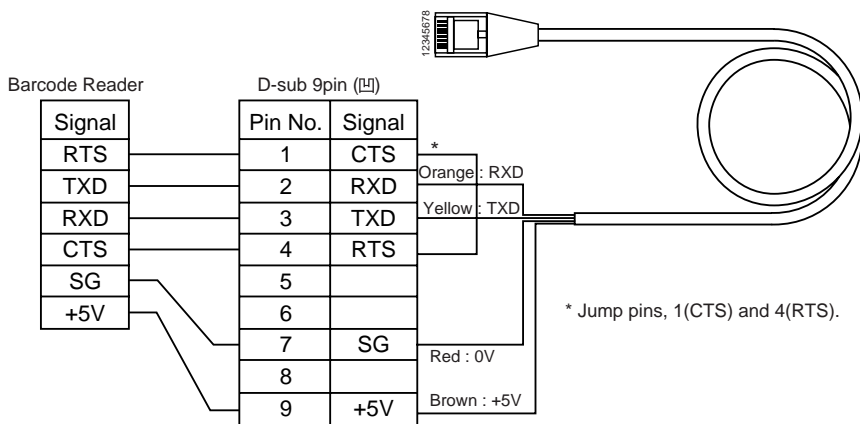 12345678
Barcode Reader
D-sub 9pin (凹)
Signal
RTS
TXD
RXD
CTS
SG
+5V
Pin No. Signal
1 CTS
2 RXD
3 TXD
4 RTS
5
6
7 SG
8
9 +5V
*
Orange : RXD
Yellow : TXD
Red : 0V
Brown : +5V
* Jump pins, 1(CTS) and 4(RTS).